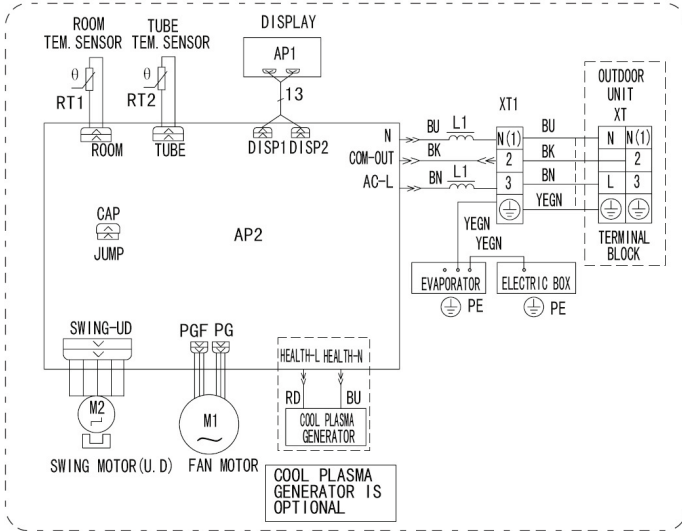 ROOM
TEM. SENSOR
TUBE
TEM. SENSOR
DISPLAY
AP1
θ
RT1
θ
RT2
13
ROOM
TUBE
DISP1
DISP2
N
COM-OUT
AC-L
BU
L1
BK
BN
L1
XT1
N(1)
2
3
BU
BK
BN
YEGN
OUTDOOR
UNIT
XT
N
N(1)
2
L
3
TERMINAL
BLOCK
CAP
JUMP
AP2
YEGN
YEGN
EVAPORATOR
ELECTRIC BOX
PE
PE
SWING-UD
PGF
PG
HEALTH-L
HEALTH-N
RD
BU
COOL PLASMA
GENERATOR
M2
M1
SWING MOTOR(U.D)
FAN MOTOR
COOL PLASMA
GENERATOR IS
OPTIONAL